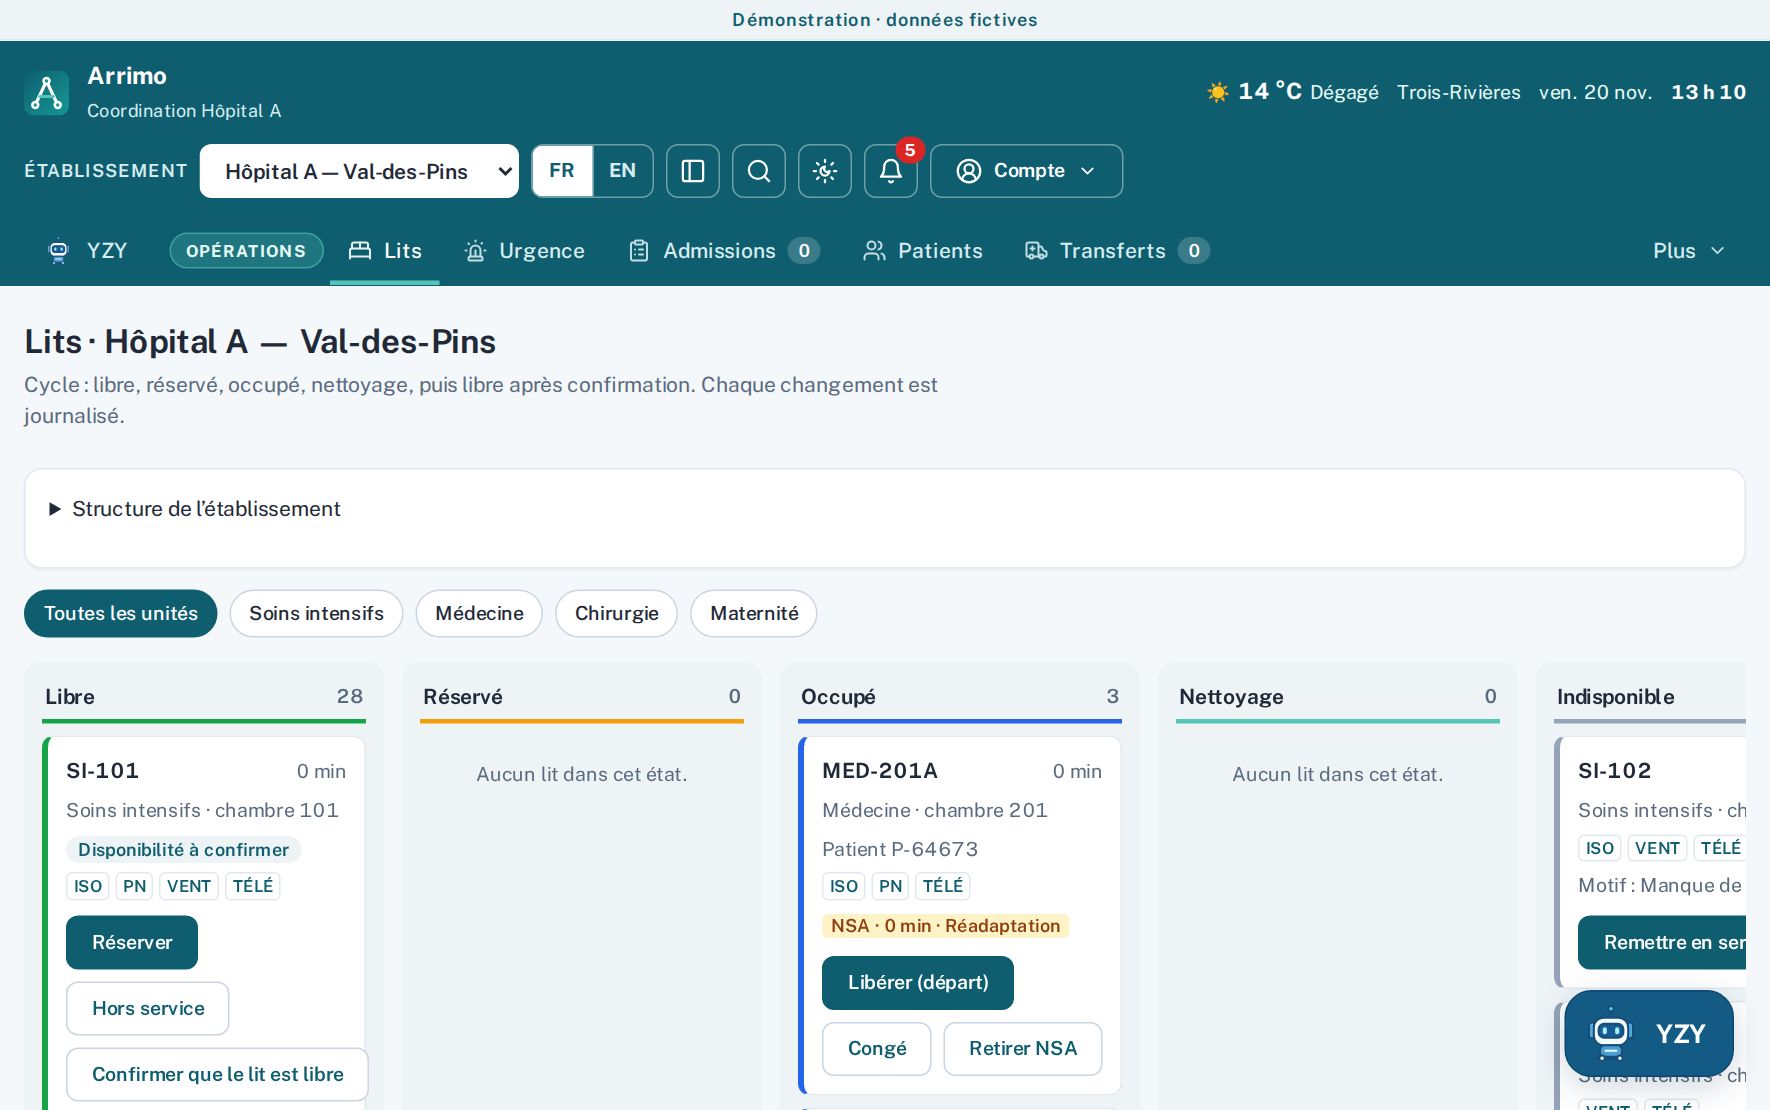 Démonstration · données fictives
Arrimo
Coordination Hôpital A
14 °C Dégagé Trois-Rivières ven. 20 nov. 13 h 10
ÉTABLISSEMENT Hôpital A — Val-des-Pins FR EN 5 Compte
YZY OPÉRATIONS Lits Urgence Admissions 0 Patients Transferts 0 Plus
Lits · Hôpital A — Val-des-Pins
Cycle : libre, réservé, occupé, nettoyage, puis libre après confirmation. Chaque changement est
journalisé.
Structure de l’établissement
Toutes les unités Soins intensifs Médecine Chirurgie Maternité
Libre 28
SI-101 0 min
Soins intensifs · chambre 101
Disponibilité à confirmer
ISO PN VENT TÉLÉ
Réserver
Hors service
Confirmer que le lit est libre
Réservé 0
Aucun lit dans cet état.
Occupé 3
MED-201A 0 min
Médecine · chambre 201
Patient P-64673
ISO PN TÉLÉ
NSA · 0 min · Réadaptation
Libérer (départ)
Congé Retirer NSA
Nettoyage 0
Aucun lit dans cet état.
Indisponible
SI-102
Soins intensifs · ch
ISO VENT TÉLÉ
Motif : Manque de
Remettre en ser
YZY
Soins intensifs · ch
VENT TÉLÉ